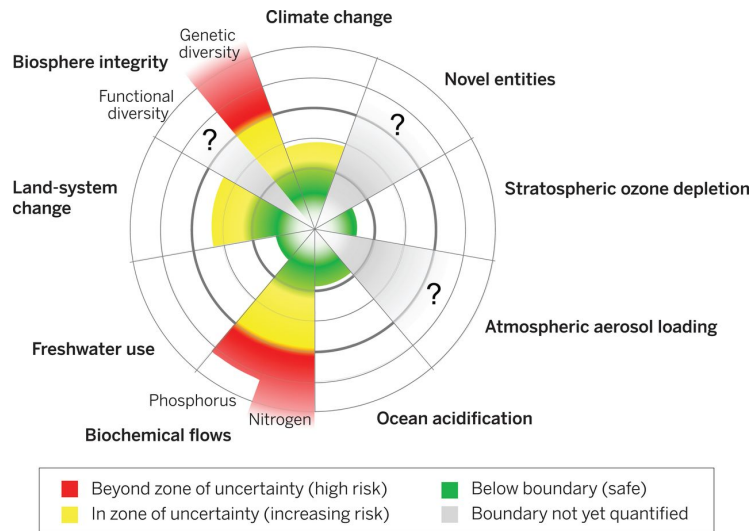 Climate change
Genetic
diversity
Biosphere integrity
Novel entities
Functional
diversity
?
?
Land-system
change
Stratospheric ozone depletion
?
Atmospheric aerosol loading
Freshwater use
Phosphorus
Nitrogen
Ocean acidification
Biochemical flows
Beyond zone of uncertainty (high risk)
In zone of uncertainty (increasing risk)
Below boundary (safe)
Boundary not yet quantified